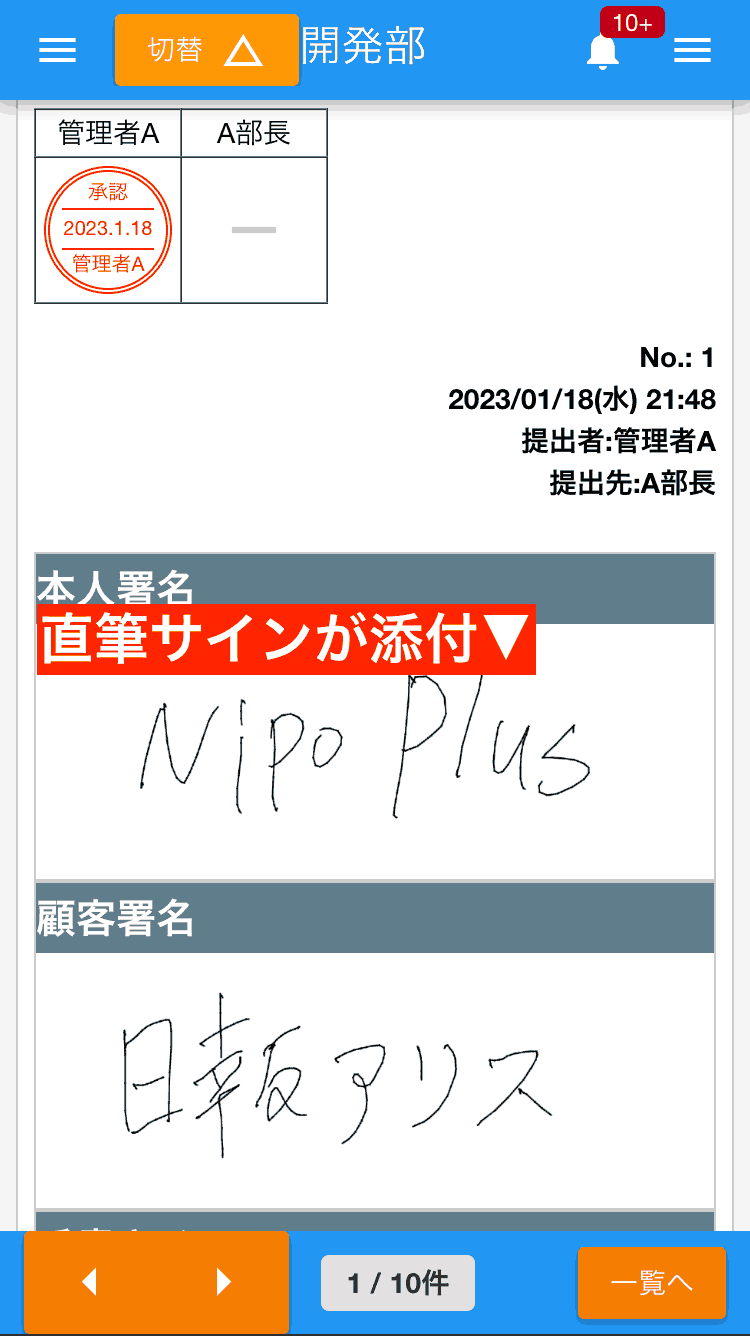 切替 開発部 10+
管理者A A部長
承認
2023.1.18
管理者A
No.: 1
2023/01/18(水) 21:48
提出者:管理者A
提出先:A部長
本人署名
直筆サインが添付▼
Nipo Plus
顧客署名
日報アリス
1 / 10件
一覧へ